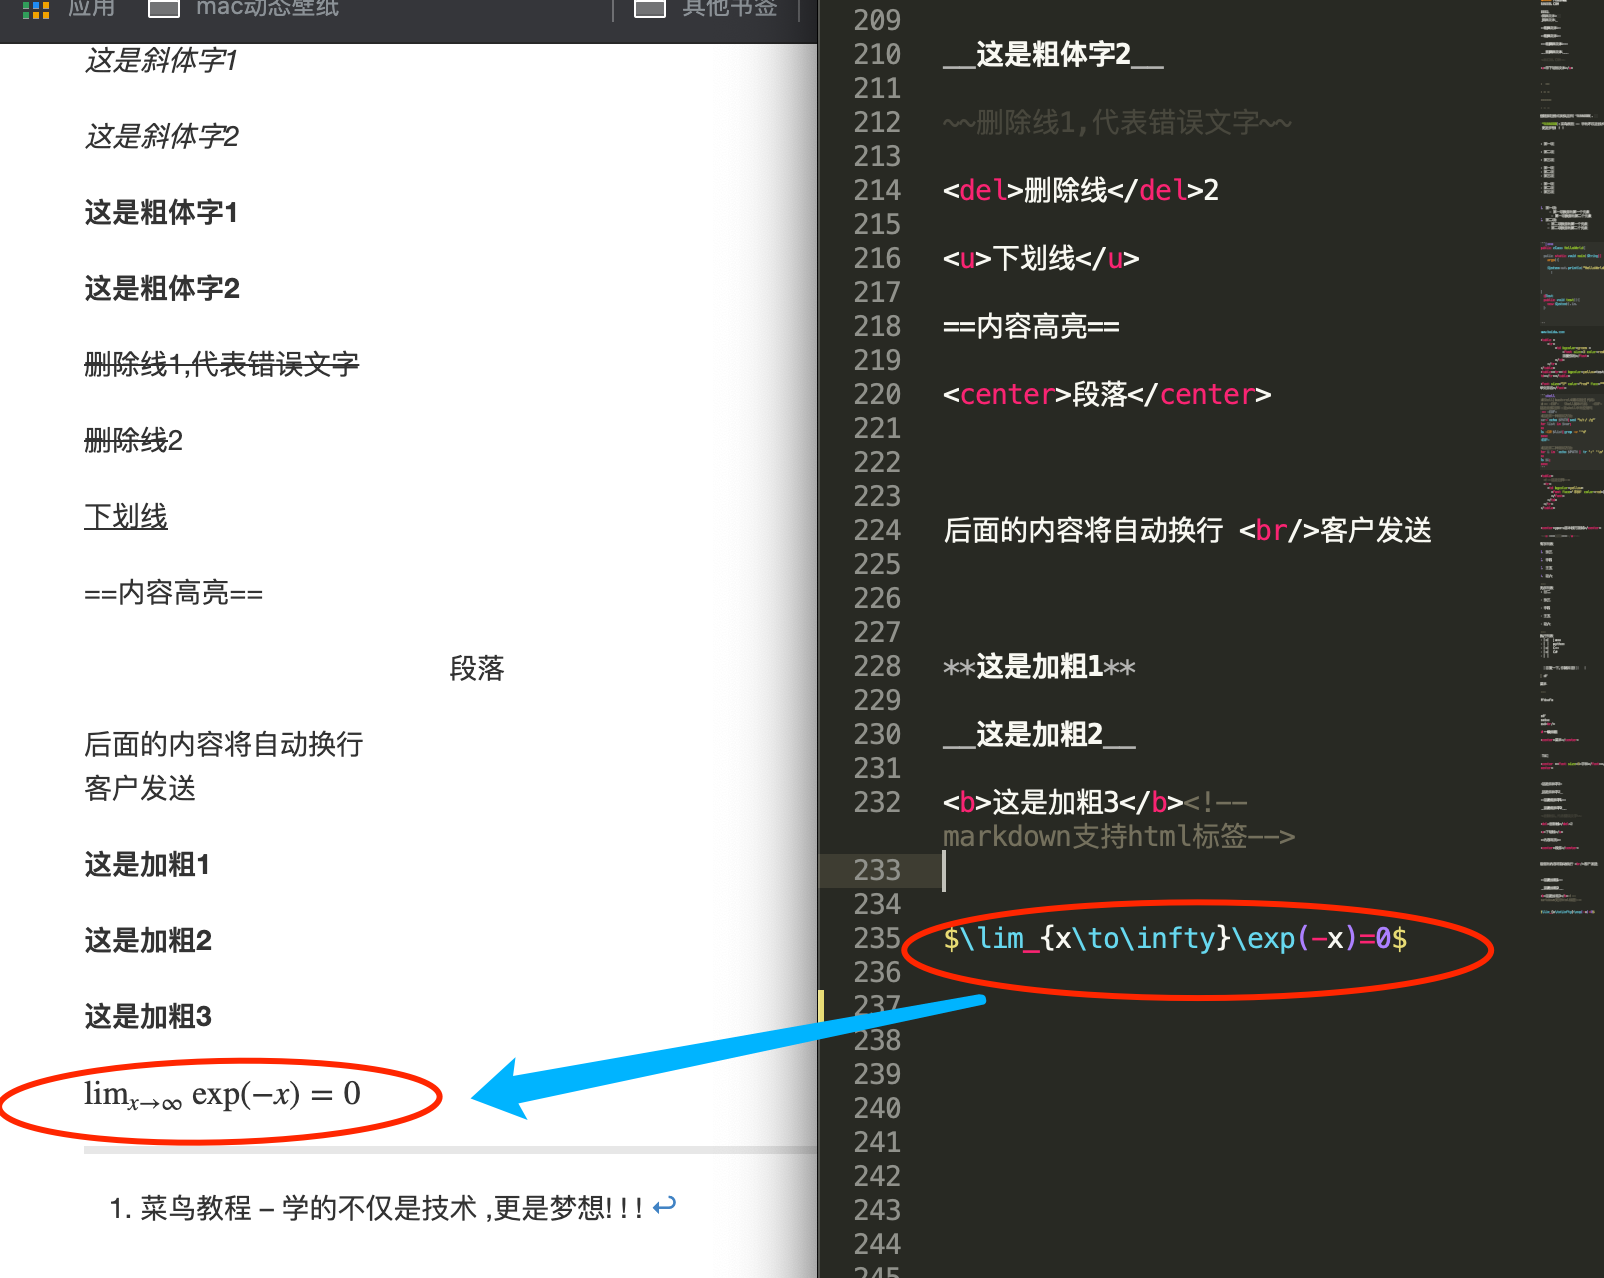 应用
mac动态壁纸
其他书签
这是斜体字1
这是斜体字2
这是粗体字1
这是粗体字2
删除线1,代表错误文字
删除线2
下划线
==内容高亮==
段落
后面的内容将自动换行
客户发送
这是加粗1
这是加粗2
这是加粗3
lim x→∞ exp(−x) = 0
1. 菜鸟教程 – 学的不仅是技术 ,更是梦想! ! ! ↩
209
210 __这是粗体字2__
211
212 ~~删除线1,代表错误文字~~
213
214 <del>删除线</del>2
215
216 <u>下划线</u>
217
218 ==内容高亮==
219
220 <center>段落</center>
221
222
223
224 后面的内容将自动换行 <br/>客户发送
225
226
227
228 **这是加粗1**
229
230 __这是加粗2__
231
232 <b>这是加粗3</b><!--
markdown支持html标签-->
233
234
235 $\lim_{x\to\infty}\exp(-x)=0$
236
237
238
239
240
241
242
243
244
245